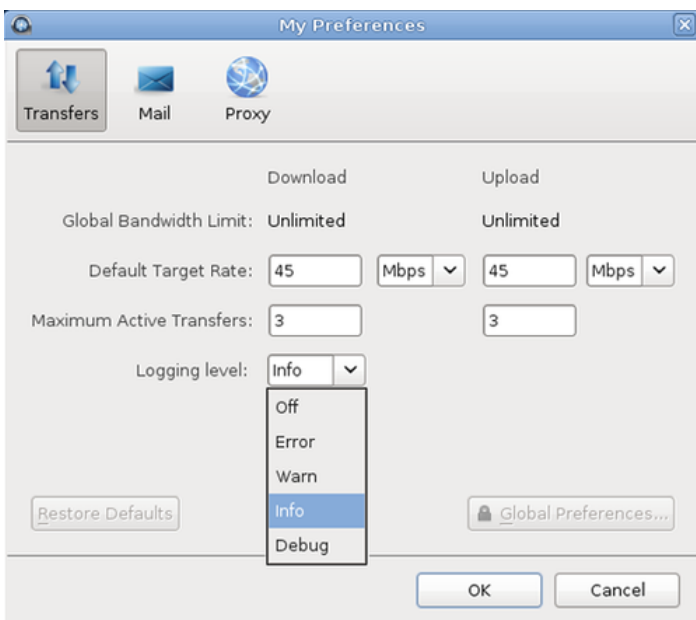 My Preferences
Transfers Mail Proxy
Download Upload
Global Bandwidth Limit: Unlimited Unlimited
Default Target Rate: 45 Mbps 45 Mbps
Maximum Active Transfers: 3 3
Logging level: Info
Off
Error
Warn
Info
Debug
Restore Defaults Global Preferences...
OK Cancel